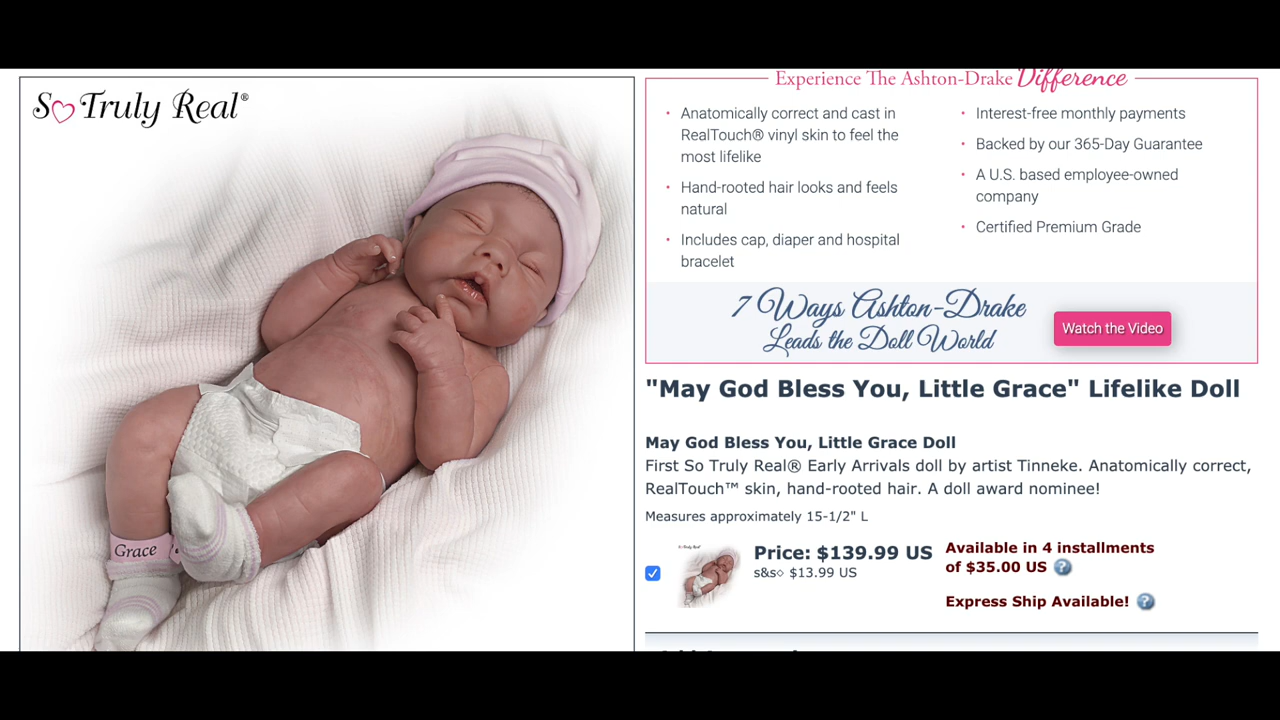 So Truly Real®
Grace
Experience The Ashton-Drake Difference
• Anatomically correct and cast in
RealTouch® vinyl skin to feel the
most lifelike
• Hand-rooted hair looks and feels
natural
• Includes cap, diaper and hospital
bracelet
• Interest-free monthly payments
• Backed by our 365-Day Guarantee
• A U.S. based employee-owned
company
• Certified Premium Grade
7 Ways Ashton-Drake
Leads the Doll World
Watch the Video
"May God Bless You, Little Grace" Lifelike Doll
May God Bless You, Little Grace Doll
First So Truly Real® Early Arrivals doll by artist Tinneke. Anatomically correct,
RealTouch™ skin, hand-rooted hair. A doll award nominee!
Measures approximately 15-1/2" L
So Truly Real
Price: $139.99 US
s&s◇ $13.99 US
Available in 4 installments
of $35.00 US ?
Express Ship Available! ?